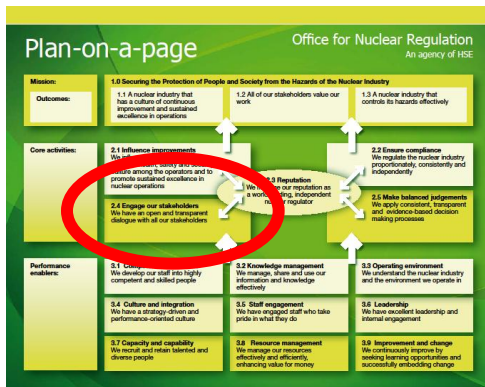 Plan-on-a-page
Office for Nuclear Regulation
An agency of HSE
Mission:
1.0 Securing the Protection of People and Society from the Hazards of the Nuclear Industry
Outcomes:
1.1 A nuclear industry that
has a culture of continuous
improvement and sustained
excellence in operations
1.2 All of our stakeholders value our
work
1.3 A nuclear industry that
controls its hazards effectively
Core activities:
2.1 Influence improvements
We
among the operators and to
promote sustained excellence in
nuclear operations
2.2 Ensure compliance
We regulate the nuclear industry
proportionately, consistently and
independently
2.3 Reputation
We our reputation as
a independent
regulator
2.4 Engage our stakeholders
We have an open and transparent
dialogue with all our stakeholders
2.5 Make balanced judgements
We apply consistent, transparent
and evidence-based decision
making processes
Performance
enablers:
3.1
We develop our staff into highly
competent and skilled people
3.2 Knowledge management
We manage, share and use our
information and knowledge
effectively
3.3 Operating environment
We understand the nuclear industry
and the environment we operate in
3.4 Culture and integration
We have a strategy-driven and
performance-oriented culture
3.5 Staff engagement
We have engaged staff who take
pride in what they do
3.6 Leadership
We have excellent leadership and
internal engagement
3.7 Capacity and capability
We recruit and retain talented and
diverse people
3.8 Resource management
We manage our resources
effectively and efficiently,
enhancing value for money
3.9 Improvement and change
We continuously improve by
seeking learning opportunities and
successfully embedding change